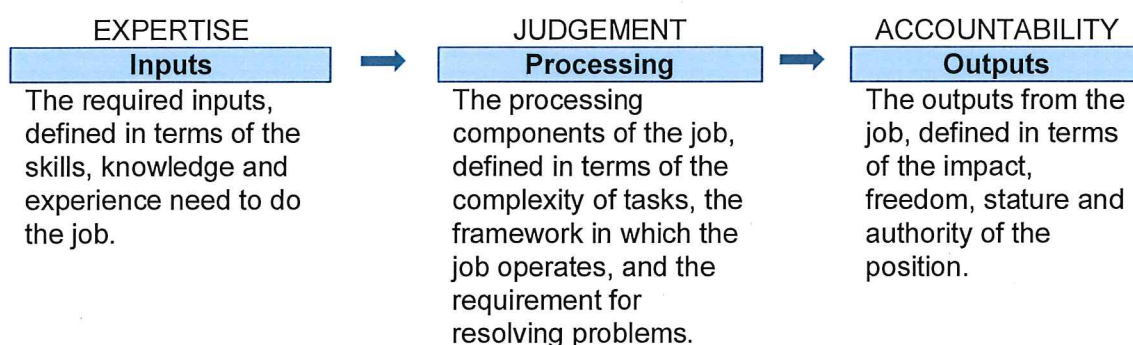 EXPERTISE
Inputs
The required inputs,
defined in terms of the
skills, knowledge and
experience need to do
the job.
JUDGEMENT
Processing
The processing
components of the job,
defined in terms of the
complexity of tasks, the
framework in which the
job operates, and the
requirement for
resolving problems.
ACCOUNTABILITY
Outputs
The outputs from the
job, defined in terms
of the impact,
freedom, stature and
authority of the
position.